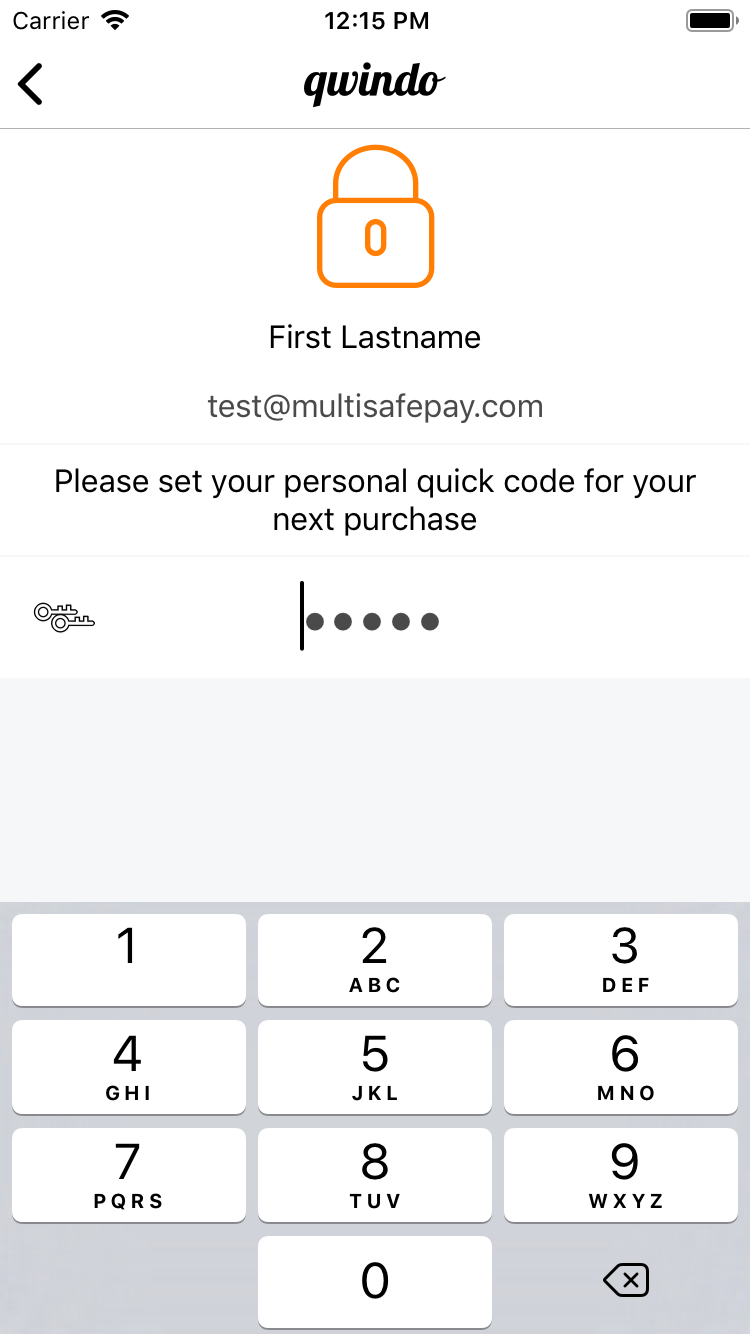 Carrier 12:15 PM
qwindo
First Lastname
test@multisafepay.com
Please set your personal quick code for your
next purchase
1 2 3
ABC DEF
4 5 6
GHI JKL MNO
7 8 9
PQRS TUV WXYZ
0